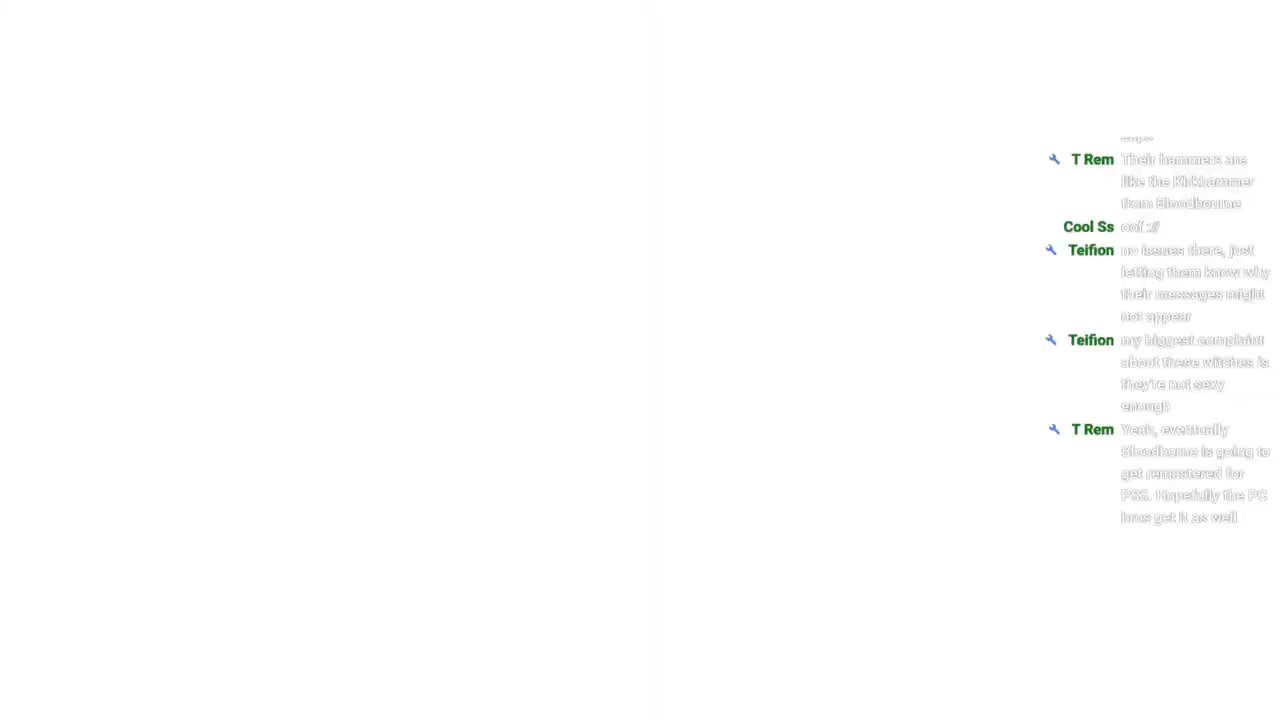 T Rem Their hammers are
like the Kirkhammer
from Bloodbourne
Cool Ss oof ://
Teifion no issues there, just
letting them know why
their messages might
not appear
Teifion my biggest complaint
about these witches is
they're not sexy
enough
T Rem Yeah, eventually
Bloodborne is going to
get remastered for
PS5. Hopefully the PC
bros get it as well